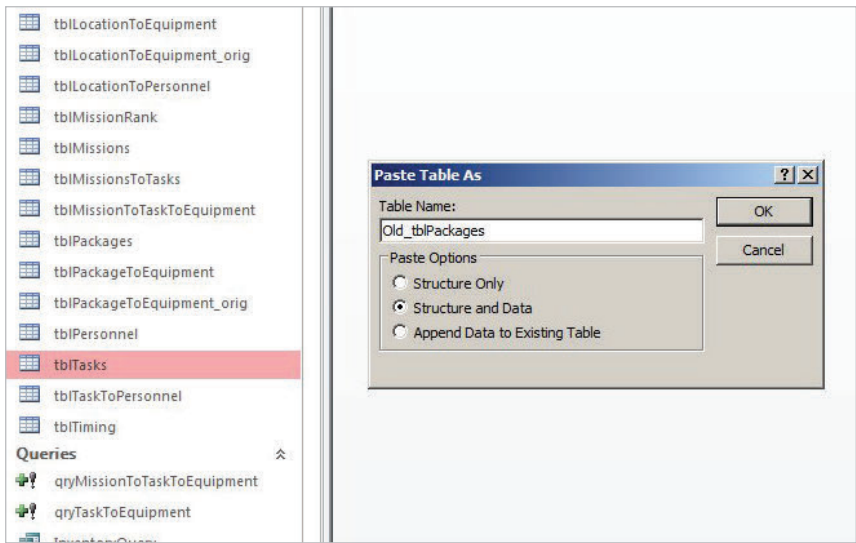 tblLocationToEquipment
tblLocationToEquipment_orig
tblLocationToPersonnel
tblMissionRank
tblMissions
tblMissionsToTasks
tblMissionToTaskToEquipment
tblPackages
tblPackageToEquipment
tblPackageToEquipment_orig
tblPersonnel
tblTasks
tblTaskToPersonnel
tblTiming
Queries
qryMissionToTaskToEquipment
qryTaskToEquipment
InventoryQuery
Paste Table As
Table Name:
Old_tblPackages
Paste Options
Structure Only
Structure and Data
Append Data to Existing Table
OK
Cancel